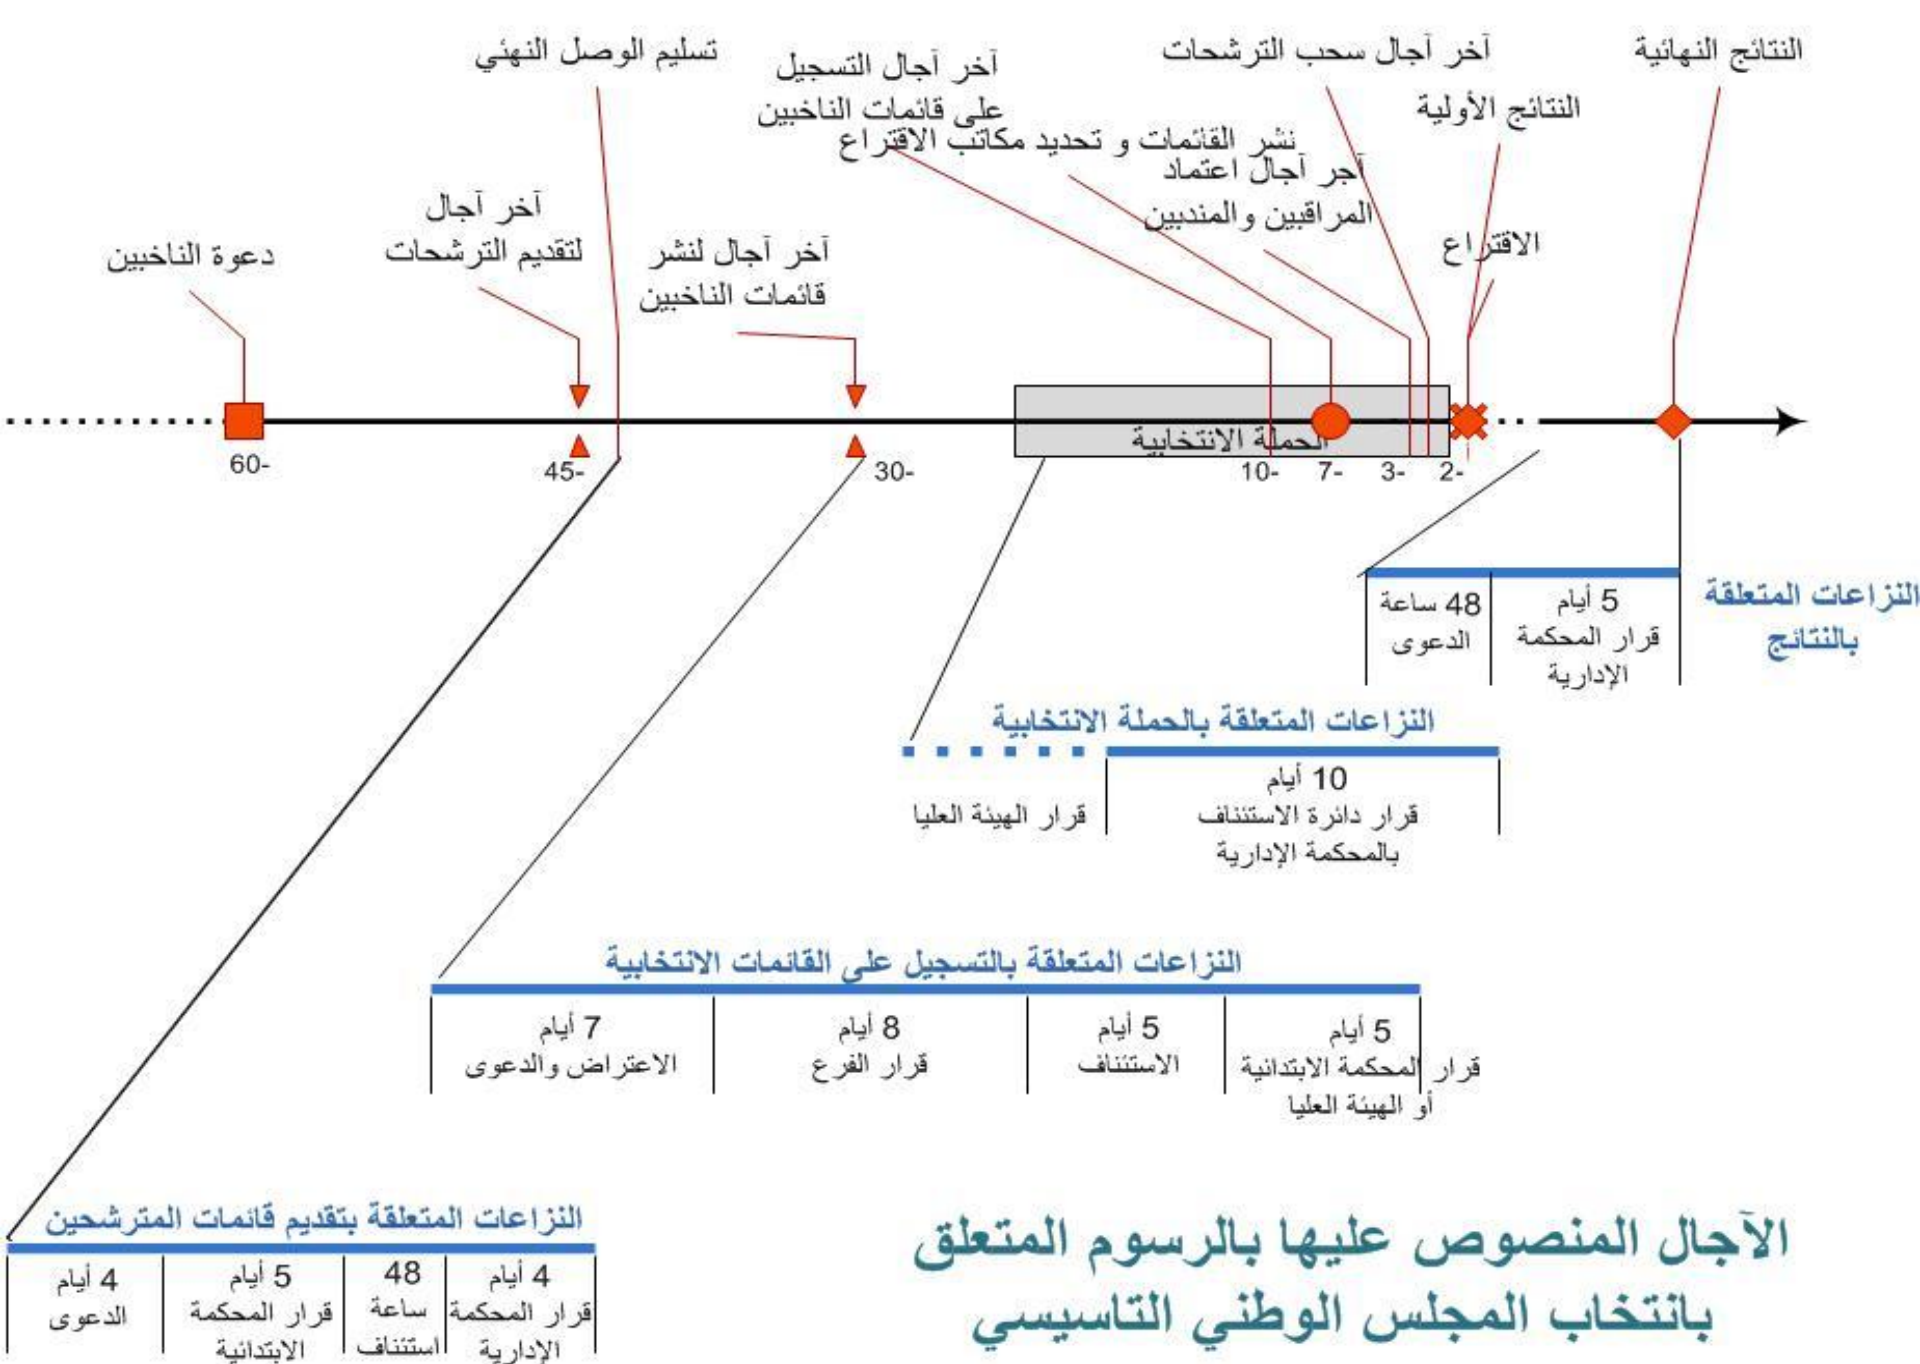 النتائج النهائية
آخر آجال سحب الترشحات
النتائج الأولية
الاقتراع
آخر آجال التسجيل
على قائمات الناخبين
نشر القائمات و تحديد مكاتب الاقتراع
آجر آجال اعتماد
المراقبين والمندبين
تسليم الوصل النهئي
آخر آجال لنشر
قائمات الناخبين
آخر آجال
لتقديم الترشحات
دعوة الناخبين
الحملة الانتخابية
60-
45-
30-
10-
7-
3-
2-
النزاعات المتعلقة
بالنتائج
48 ساعة
الدعوى
5 أيام
قرار المحكمة
الإدارية
النزاعات المتعلقة بالحملة الانتخابية
قرار الهيئة العليا
10 أيام
قرار دائرة الاستئناف
بالمحكمة الإدارية
النزاعات المتعلقة بالتسجيل على القائمات الانتخابية
7 أيام
الاعتراض والدعوى
8 أيام
قرار الفرع
5 أيام
الاستئناف
5 أيام
قرار المحكمة الابتدائية
أو الهيئة العليا
النزاعات المتعلقة بتقديم قائمات المترشحين
4 أيام
الدعوى
5 أيام
قرار المحكمة
الابتدائية
48
ساعة
استئناف
4 أيام
قرار المحكمة
الإدارية
الآجال المنصوص عليها بالرسوم المتعلق
بانتخاب المجلس الوطني التاسيسي